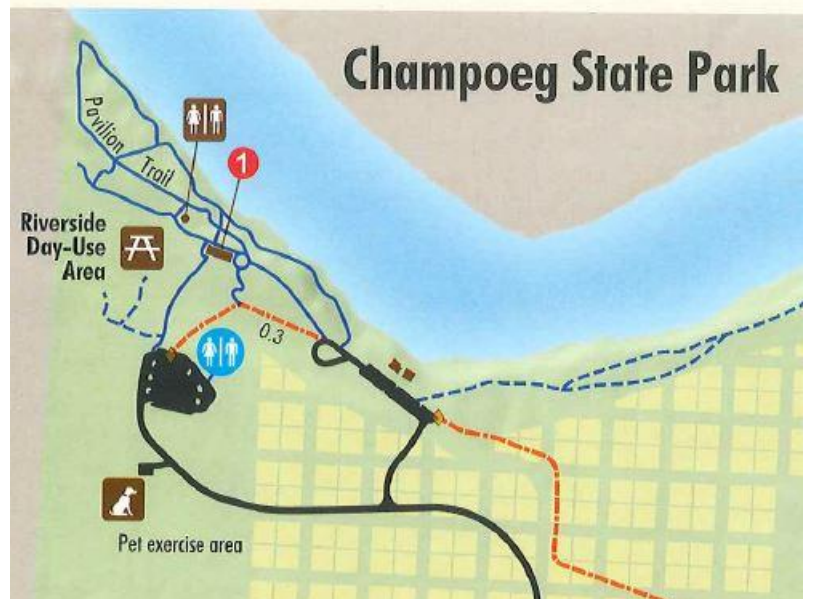 Champoeg State Park
Pavilion
Trail
1
Riverside
Day-Use
Area
0.3
Pet exercise area